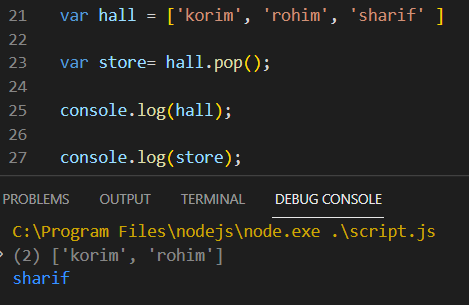 21 var hall = ['korim', 'rohim', 'sharif' ]
22
23 var store= hall.pop();
24
25 console.log(hall);
26
27 console.log(store);
PROBLEMS OUTPUT TERMINAL DEBUG CONSOLE
C:\Program Files\nodejs\node.exe .\script.js
> (2) ['korim', 'rohim']
sharif